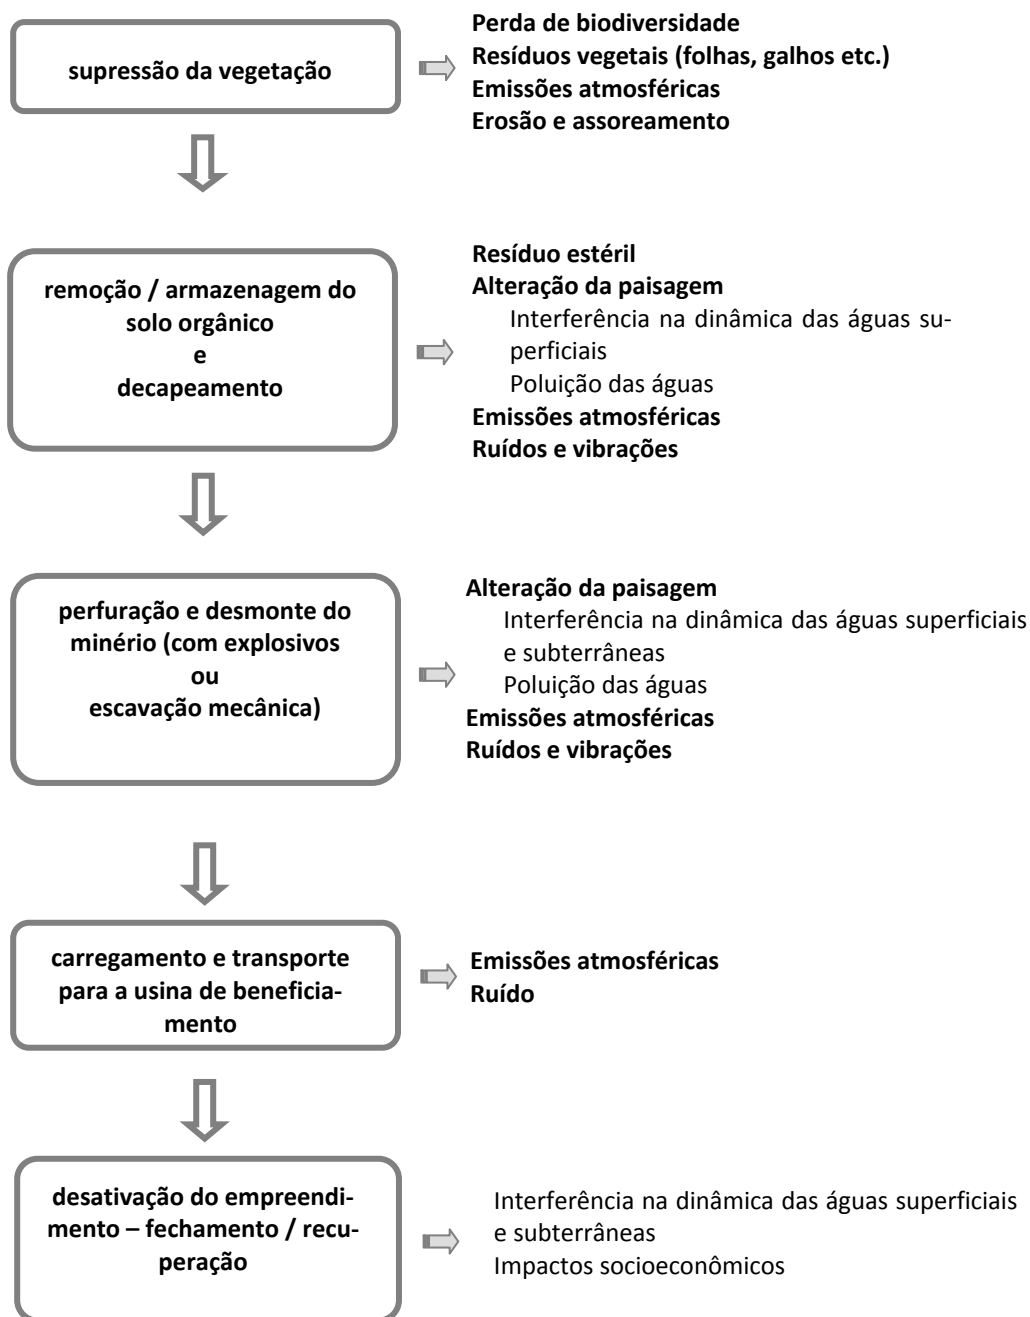 supressão da vegetação
Perda de biodiversidade
Resíduos vegetais (folhas, galhos etc.)
Emissões atmosféricas
Erosão e assoreamento
remoção / armazenagem do
solo orgânico
e
decapeamento
Resíduo estéril
Alteração da paisagem
Interferência na dinâmica das águas su-
perficiais
Poluição das águas
Emissões atmosféricas
Ruídos e vibrações
perfuração e desmonte do
minério (com explosivos
ou
escavação mecânica)
Alteração da paisagem
Interferência na dinâmica das águas superficiais
e subterrâneas
Poluição das águas
Emissões atmosféricas
Ruídos e vibrações
carregamento e transporte
para a usina de beneficia-
mento
Emissões atmosféricas
Ruído
desativação do empreendi-
mento – fechamento / recu-
peração
Interferência na dinâmica das águas superficiais
e subterrâneas
Impactos socioeconômicos